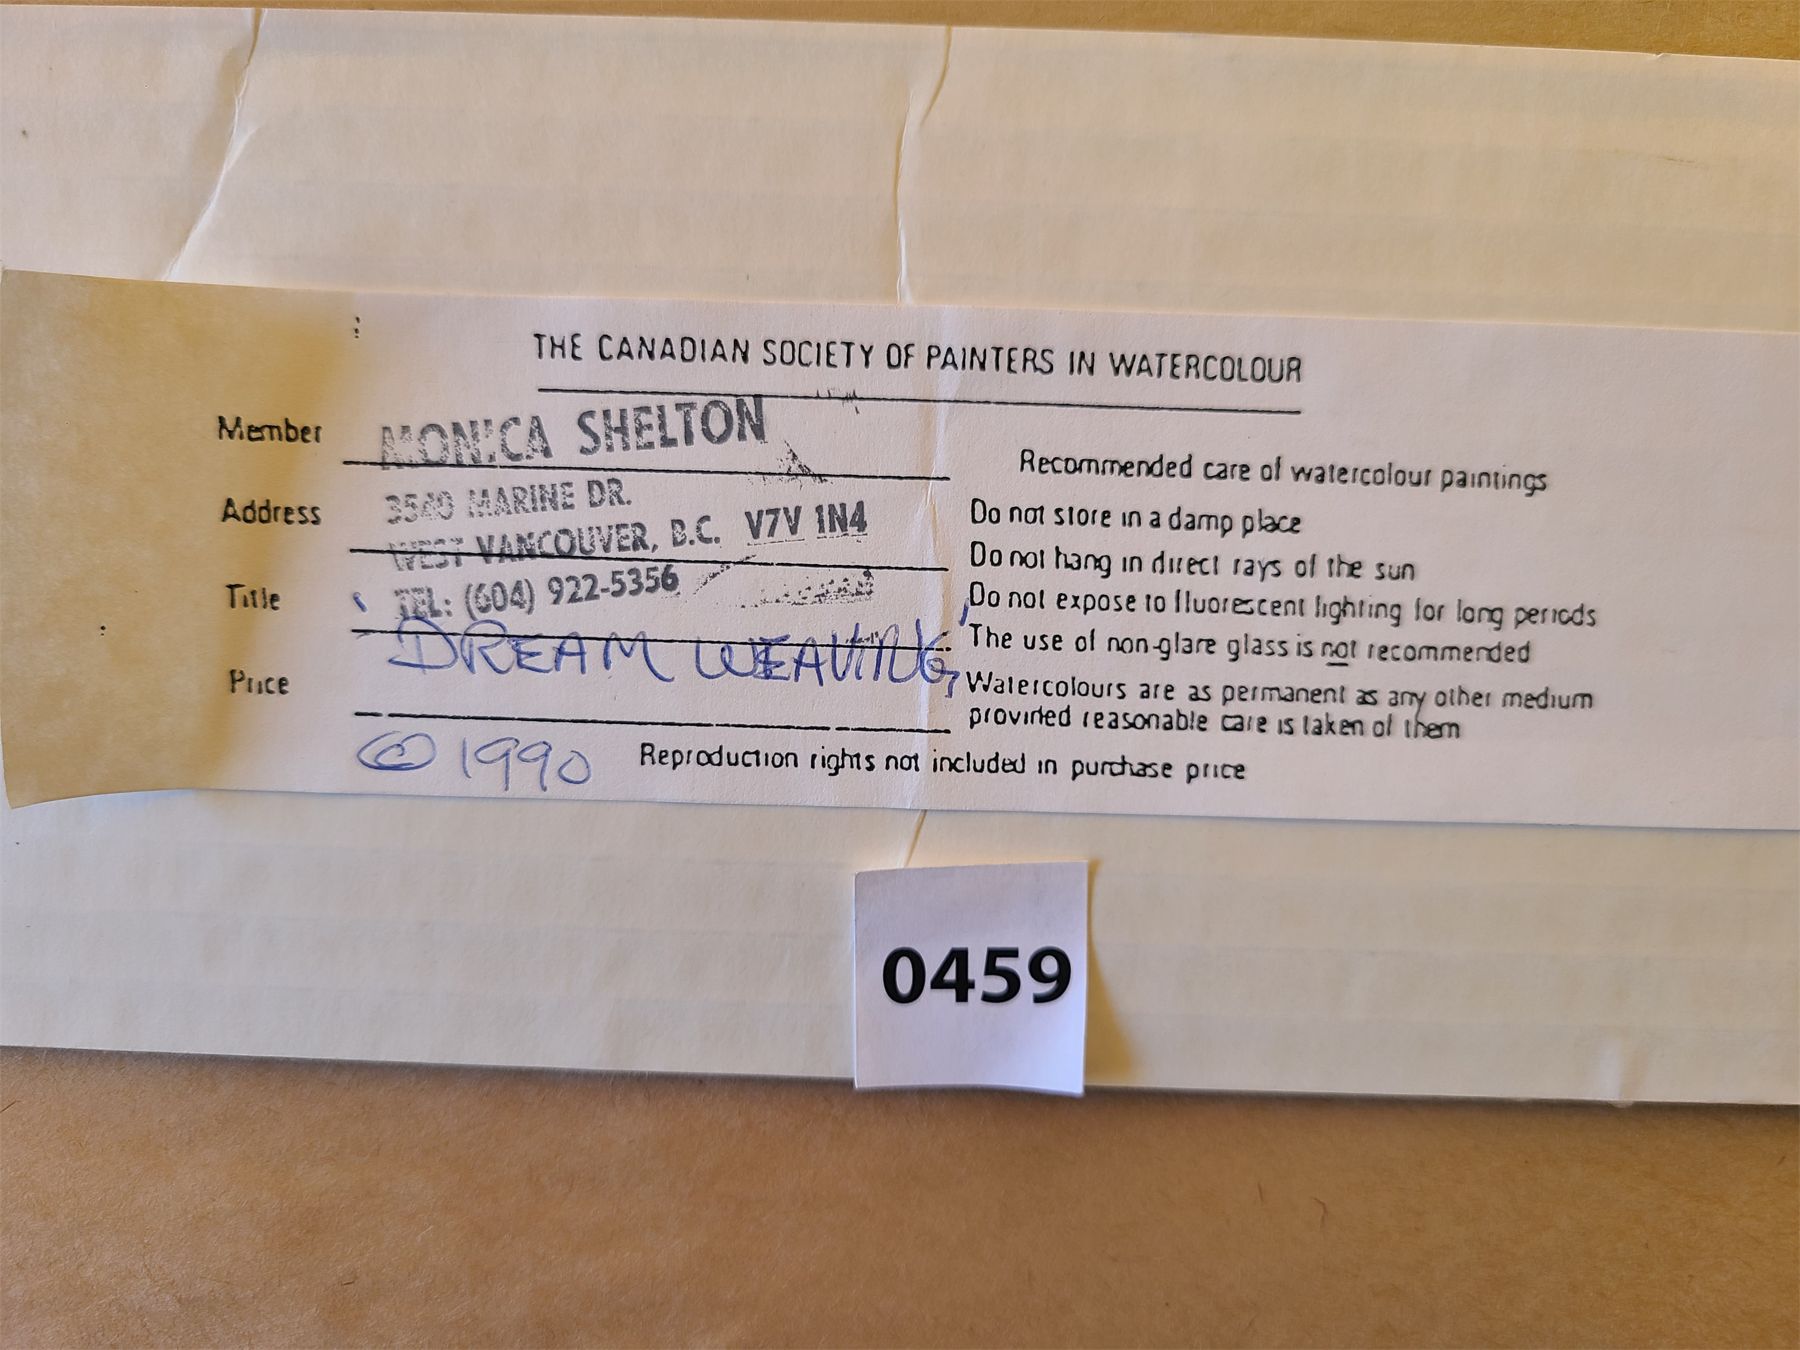 THE CANADIAN SOCIETY OF PAINTERS IN WATERCOLOUR
Member MONICA SHELTON
Address 3540 MARINE DR.
WEST VANCOUVER, B.C. V7V 1N4
TEL: (604) 922-5356
Title 'DREAM WEAVING,'
Price
© 1990
Recommended care of watercolour paintings
Do not store in a damp place
Do not hang in direct rays of the sun
Do not expose to fluorescent lighting for long periods
The use of non-glare glass is not recommended
Watercolours are as permanent as any other medium
provided reasonable care is taken of them
Reproduction rights not included in purchase price
0459